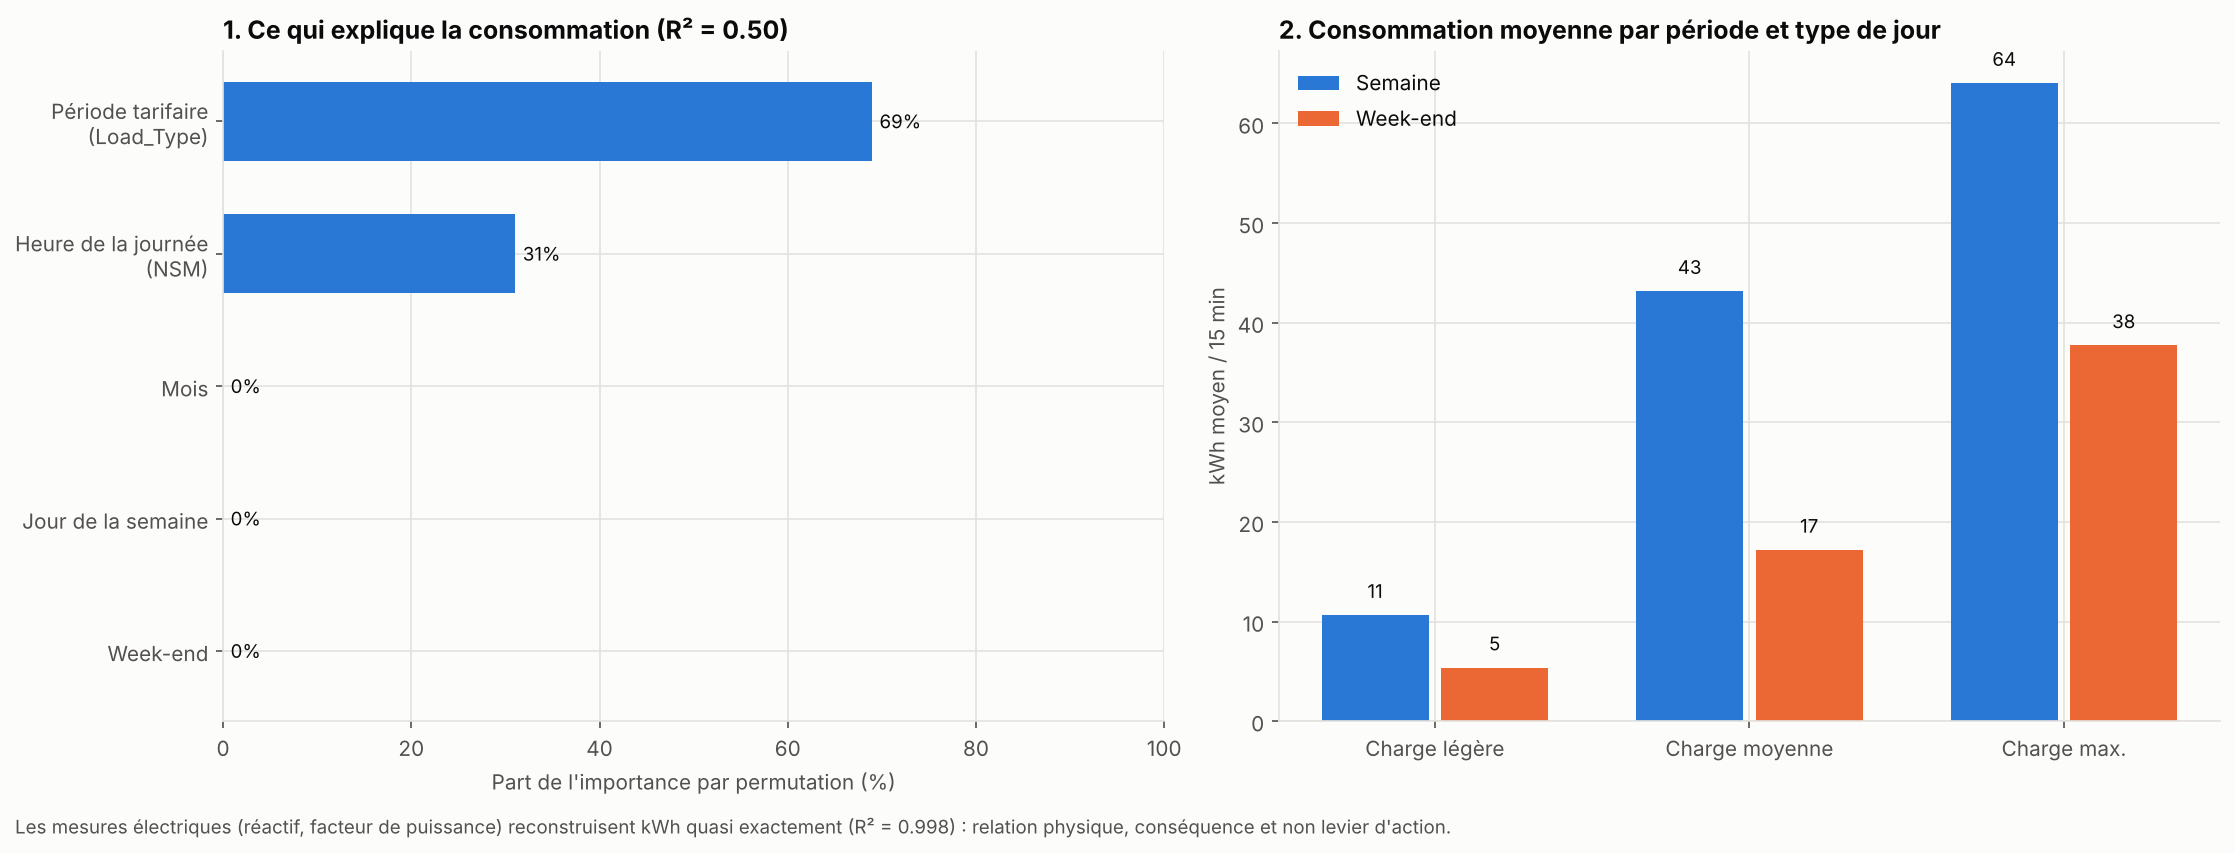 1. Ce qui explique la consommation (R² = 0.50)
Période tarifaire
(Load_Type)
69%
Heure de la journée
(NSM)
31%
Mois
0%
Jour de la semaine
0%
Week-end
0%
0
20
40
60
80
100
Part de l'importance par permutation (%)
2. Consommation moyenne par période et type de jour
Semaine
Week-end
kWh moyen / 15 min
60
50
40
30
20
10
0
11
5
43
17
64
38
Charge légère
Charge moyenne
Charge max.
Les mesures électriques (réactif, facteur de puissance) reconstruisent kWh quasi exactement (R² = 0.998) : relation physique, conséquence et non levier d'action.